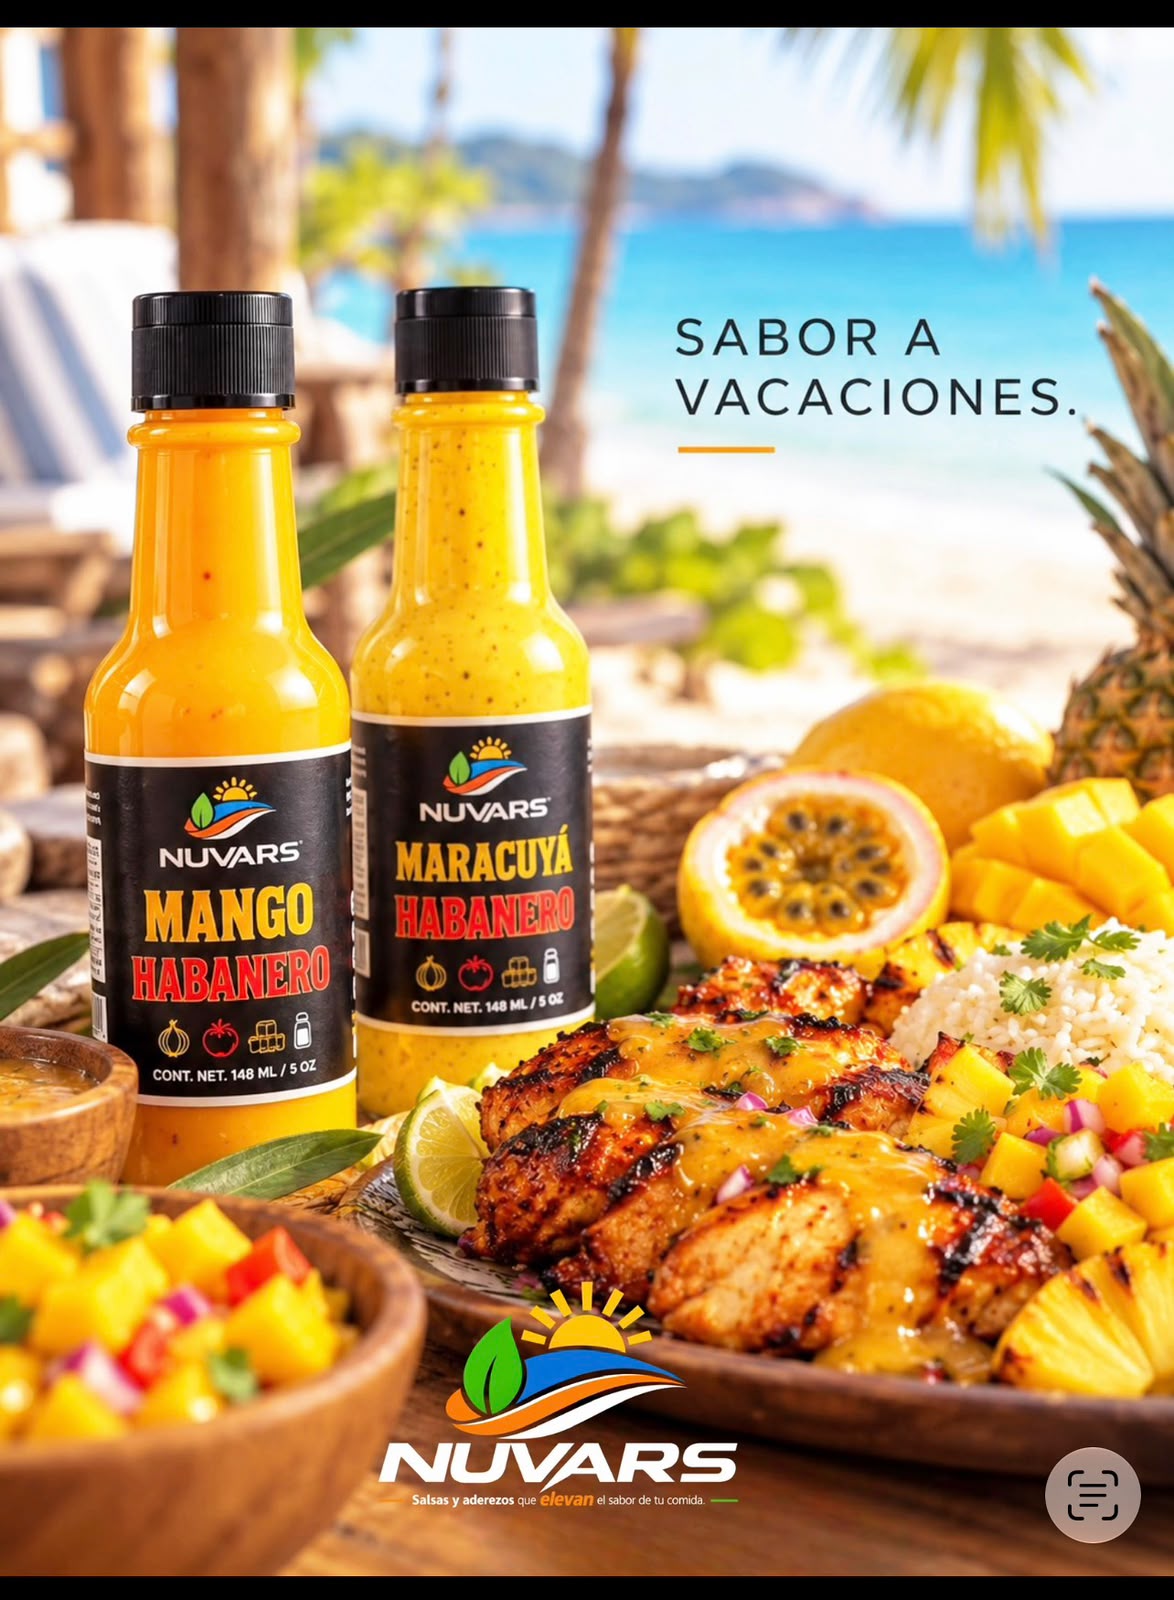 SABOR A
VACACIONES.
NUVARS
MANGO
HABANERO
CONT. NET. 148 ML / 5 OZ
NUVARS
MARACUYÁ
HABANERO
CONT. NET. 148 ML / 5 OZ
NUVARS
Salsas y aderezos que elevan el sabor de tu comida.